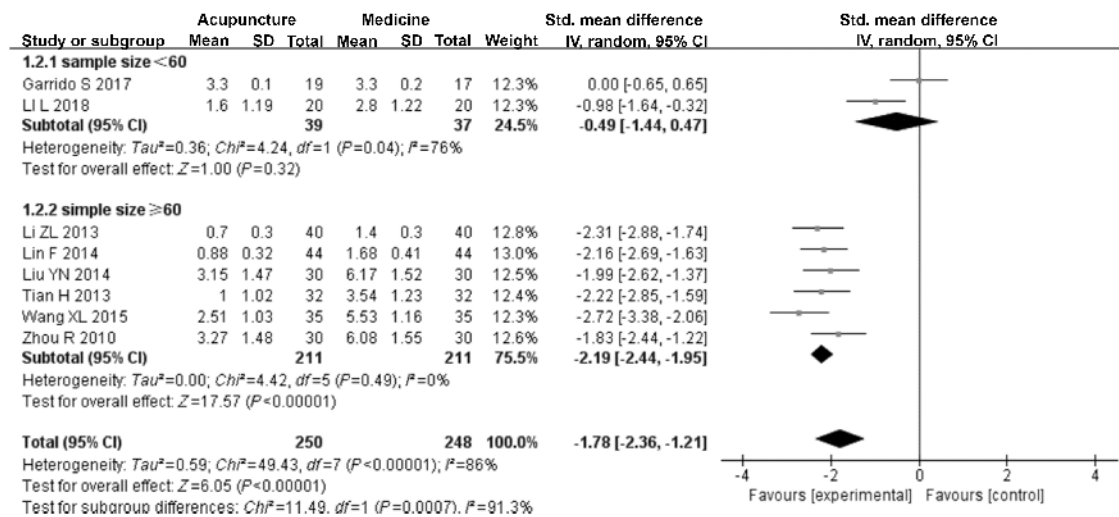 Acupuncture Medicine Std. mean difference Std. mean difference
Study or subgroup Mean SD Total Mean SD Total Weight IV, random, 95% CI IV, random, 95% CI
1.2.1 sample size <60
Garrido S 2017 3.3 0.1 19 3.3 0.2 17 12.3% 0.00 [-0.65, 0.65]
LI L 2018 1.6 1.19 20 2.8 1.22 20 12.3% -0.98 [-1.64, -0.32]
Subtotal (95% CI) 39 37 24.5% -0.49 [-1.44, 0.47]
Heterogeneity: Tau²=0.36; Chi²=4.24, df=1 (P=0.04); I²=76%
Test for overall effect: Z=1.00 (P=0.32)
1.2.2 simple size ≥60
Li ZL 2013 0.7 0.3 40 1.4 0.3 40 12.8% -2.31 [-2.88, -1.74]
Lin F 2014 0.88 0.32 44 1.68 0.41 44 13.0% -2.16 [-2.69, -1.63]
Liu YN 2014 3.15 1.47 30 6.17 1.52 30 12.5% -1.99 [-2.62, -1.37]
Tian H 2013 1 1.02 32 3.54 1.23 32 12.4% -2.22 [-2.85, -1.59]
Wang XL 2015 2.51 1.03 35 5.53 1.16 35 12.3% -2.72 [-3.38, -2.06]
Zhou R 2010 3.27 1.48 30 6.08 1.55 30 12.6% -1.83 [-2.44, -1.22]
Subtotal (95% CI) 211 211 75.5% -2.19 [-2.44, -1.95]
Heterogeneity: Tau²=0.00; Chi²=4.42, df=5 (P=0.49); I²=0%
Test for overall effect: Z=17.57 (P<0.00001)
Total (95% CI) 250 248 100.0% -1.78 [-2.36, -1.21]
Heterogeneity: Tau²=0.59; Chi²=49.43, df=7 (P<0.00001); I²=86%
Test for overall effect: Z=6.05 (P<0.00001)
Test for subgroup differences: Chi²=11.49, df=1 (P=0.0007), I²=91.3%
-4 -2 0 2 4
Favours [experimental] Favours [control]